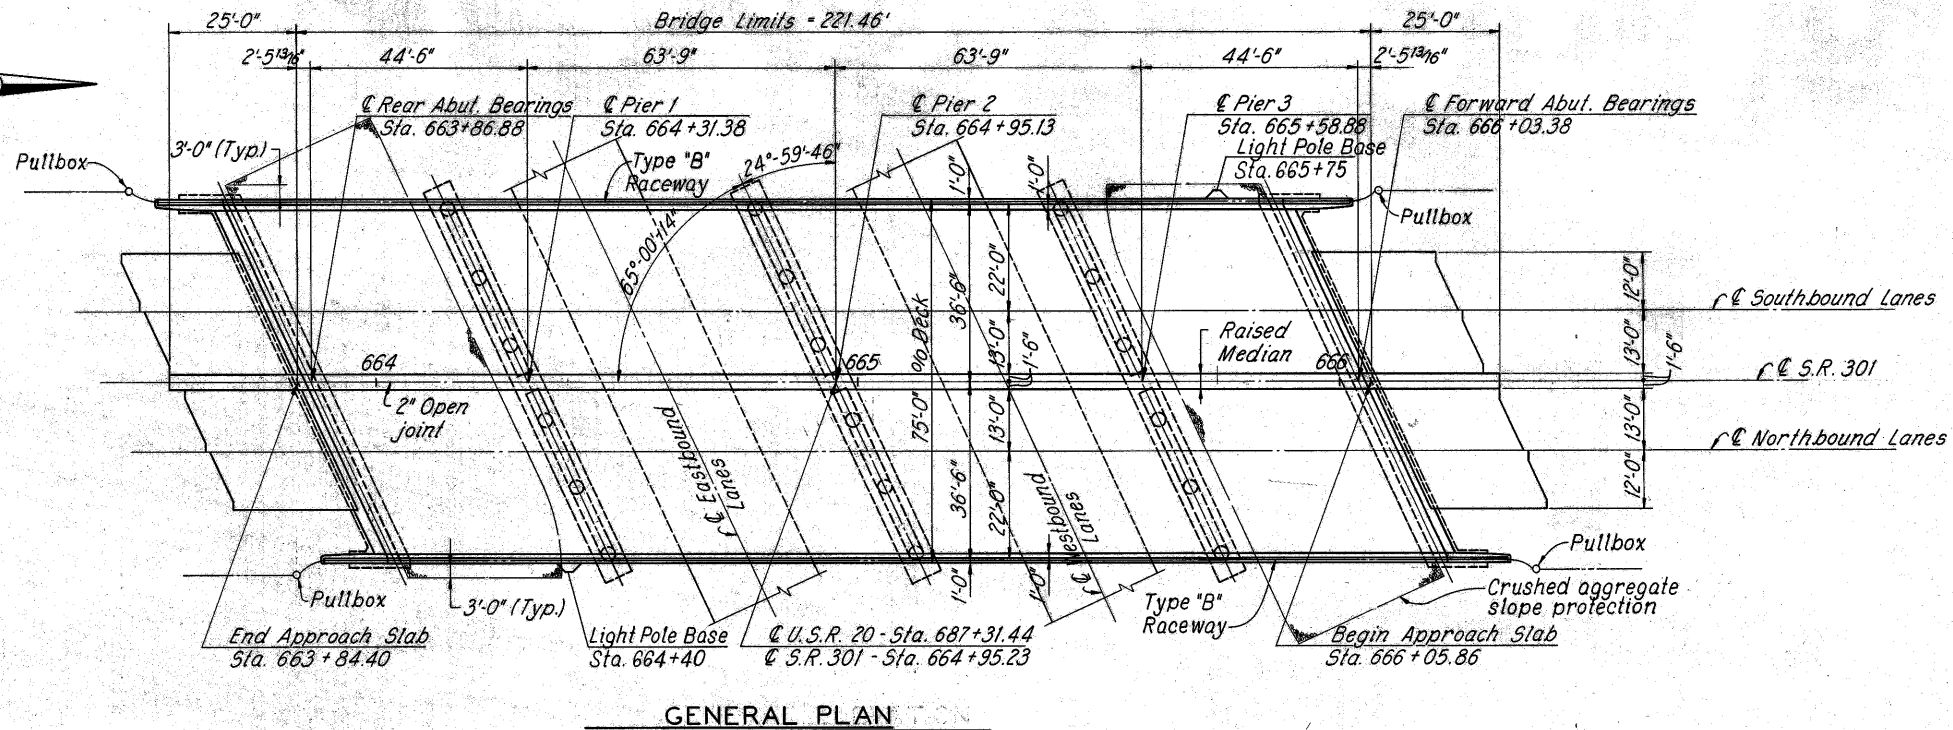 25'-0"
Bridge Limits = 221.46'
25'-0"
2'-5 13/16"
44'-6"
63'-9"
63'-9"
44'-6"
2'-5 13/16"
℄ Rear Abut. Bearings
Sta. 663+86.88
℄ Pier 1
Sta. 664+31.38
℄ Pier 2
Sta. 664+95.13
℄ Pier 3
Sta. 665+58.88
℄ Forward Abut. Bearings
Sta. 666+03.38
Light Pole Base
Sta. 665+75
Pullbox
3'-0" (Typ.)
Type "B"
Raceway
24°-59'-46"
1'-0"
1'-0"
Pullbox
65°-00'-14"
22'-0"
36'-6"
12'-0"
℄ Southbound Lanes
75'-0" o/o Deck
13'-0"
1'-6"
Raised
Median
13'-0"
1'-6"
664
665
666
℄ S.R. 301
2" Open
joint
13'-0"
13'-0"
℄ Northbound Lanes
℄ Eastbound
Lanes
36'-6"
22'-0"
℄ Westbound
Lanes
12'-0"
Pullbox
Pullbox
3'-0" (Typ.)
1'-0"
1'-0"
Type "B"
Raceway
Crushed aggregate
slope protection
End Approach Slab
Sta. 663+84.40
Light Pole Base
Sta. 664+40
℄ U.S.R. 20 - Sta. 687+31.44
℄ S.R. 301 - Sta. 664+95.23
Begin Approach Slab
Sta. 666+05.86
GENERAL PLAN